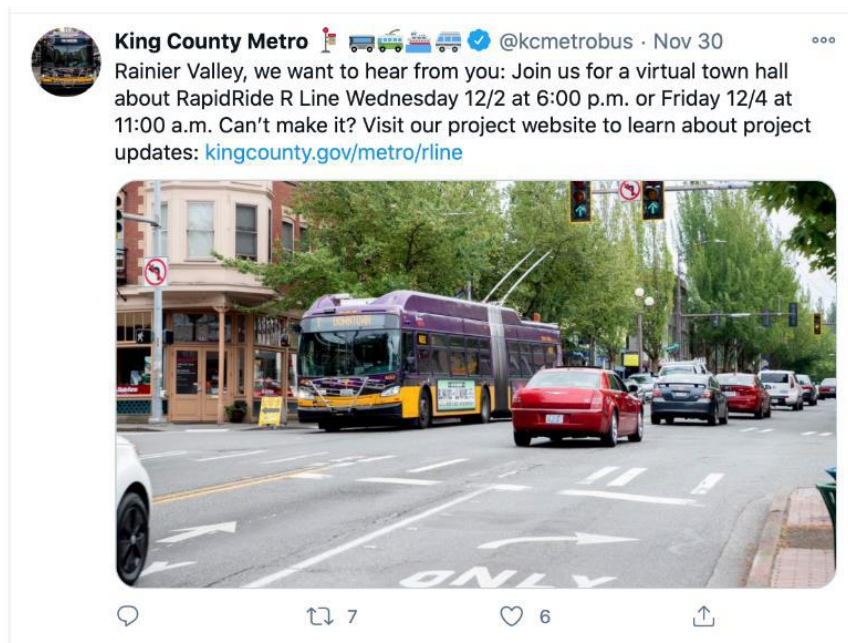 King County Metro @kcmetrobus · Nov 30
Rainier Valley, we want to hear from you: Join us for a virtual town hall
about RapidRide R Line Wednesday 12/2 at 6:00 p.m. or Friday 12/4 at
11:00 a.m. Can’t make it? Visit our project website to learn about project
updates: kingcounty.gov/metro/rline
DOWNTOWN
ONLY
7
6